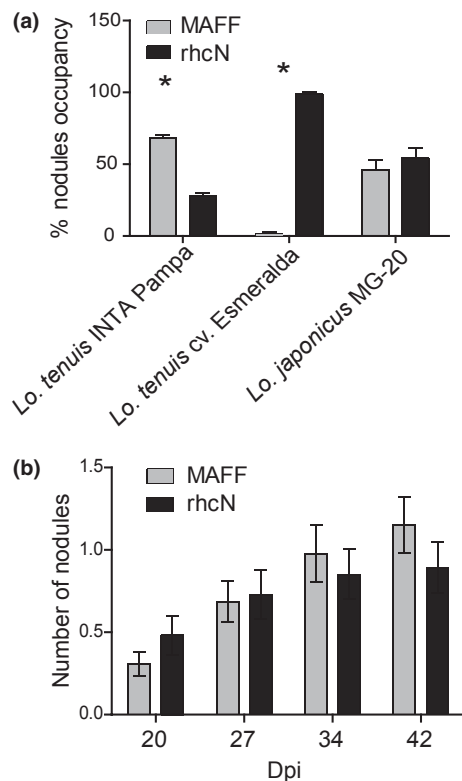 (a)
MAFF
rhcN
% nodules occupancy
150
100
50
0
*
*
Lo. tenuis INTA Pampa
Lo. tenuis cv. Esmeralda
Lo. japonicus MG-20
(b)
MAFF
rhcN
Number of nodules
1.5
1.0
0.5
0.0
20 27 34 42
Dpi